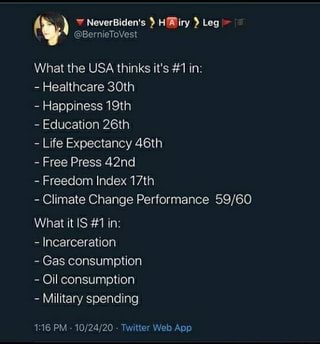 NeverBiden's HAiry Leg
@BernieToVest
What the USA thinks it's #1 in:
- Healthcare 30th
- Happiness 19th
- Education 26th
- Life Expectancy 46th
- Free Press 42nd
- Freedom Index 17th
- Climate Change Performance 59/60
What it IS #1 in:
- Incarceration
- Gas consumption
- Oil consumption
- Military spending
1:16 PM · 10/24/20 · Twitter Web App